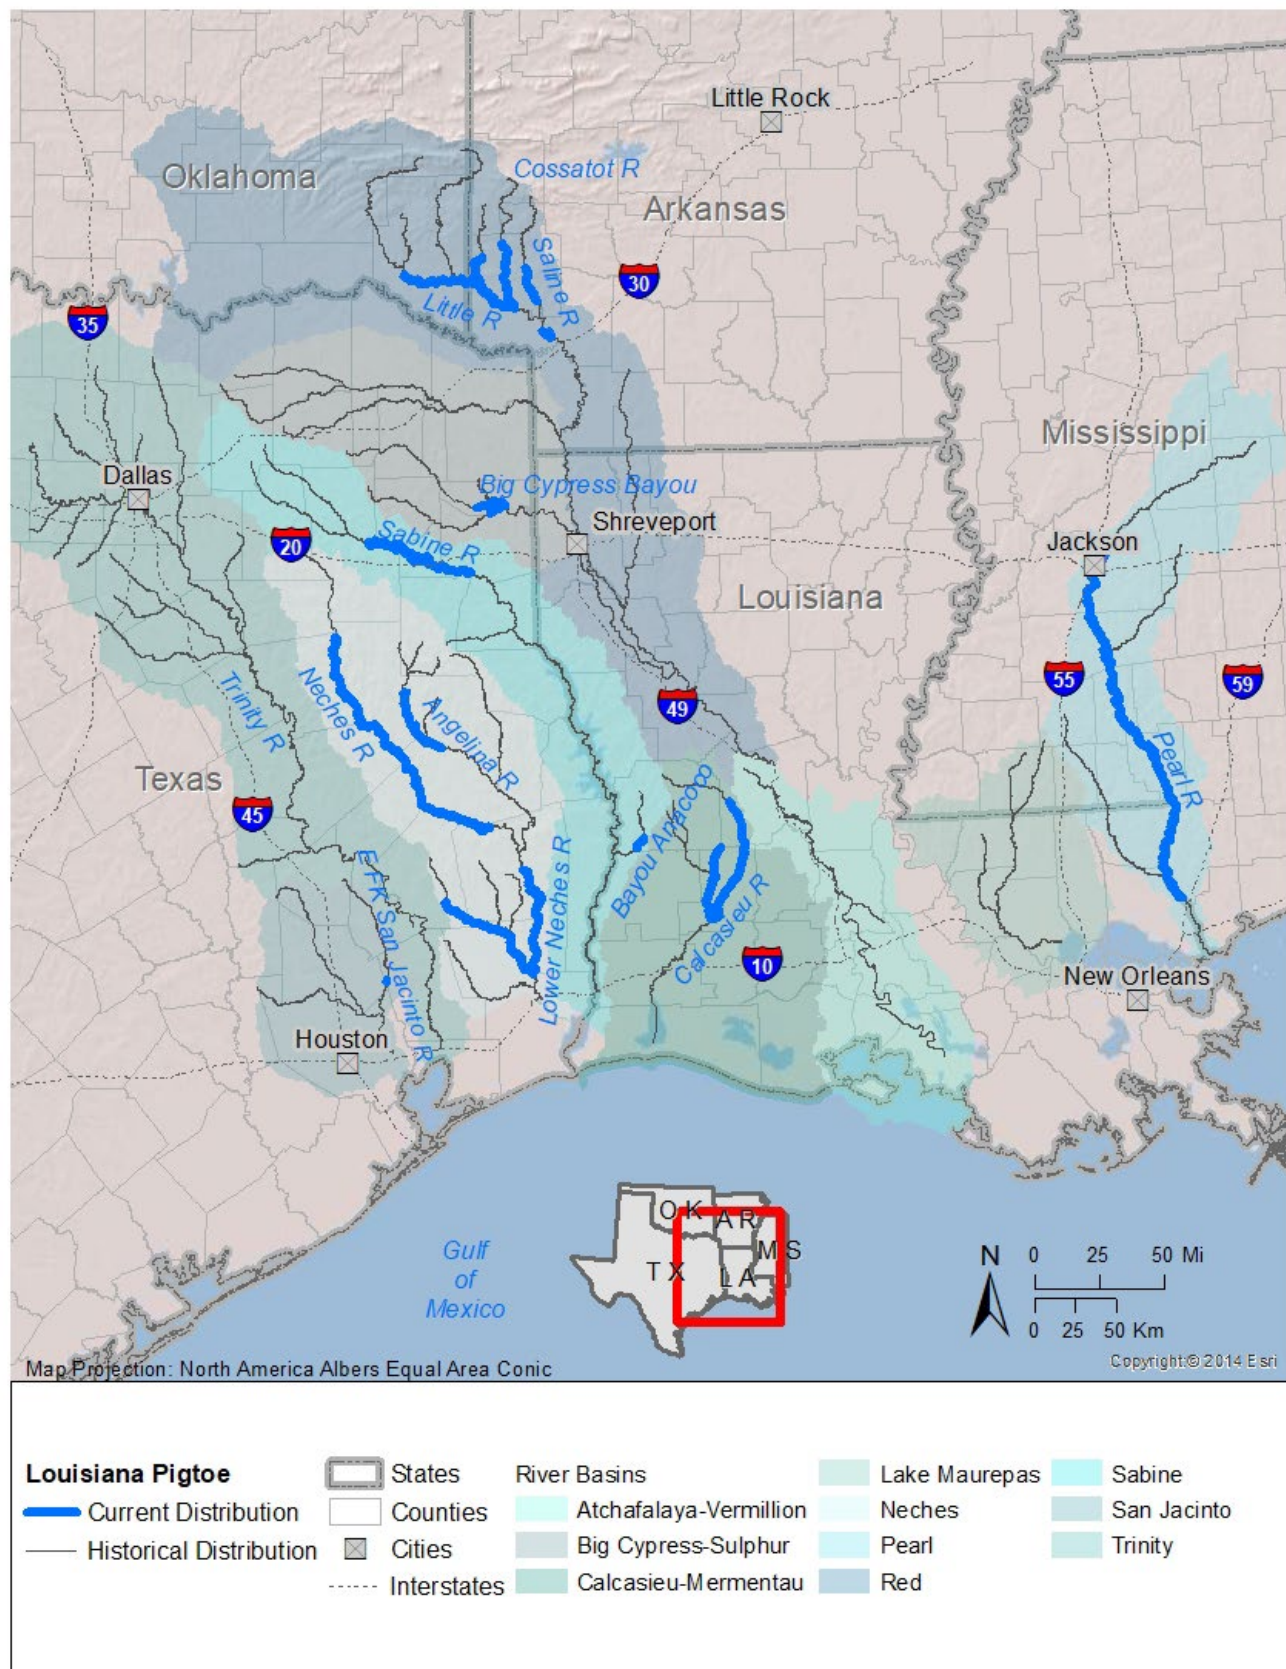 Little Rock
Oklahoma
Cossatot R
Arkansas
Saline R
30
Little R
35
Mississippi
Dallas
Big Cypress Bayou
Shreveport
Sabine R
20
Jackson
Louisiana
55
59
Trinity R
Neches R
Angelina R
49
Pearl R
Texas
45
Bayou Anacoco
E FK San Jacinto R
Lower Neches R
Calcasieu R
10
New Orleans
Houston
OK
AR
MS
TX
LA
Gulf
of
Mexico
N
0 25 50 Mi
0 25 50 Km
Copyright:© 2014 Esri
Map Projection: North America Albers Equal Area Conic
Louisiana Pigtoe
Current Distribution
Historical Distribution
States
Counties
Cities
Interstates
River Basins
Atchafalaya-Vermillion
Big Cypress-Sulphur
Calcasieu-Mermentau
Lake Maurepas
Neches
Pearl
Red
Sabine
San Jacinto
Trinity